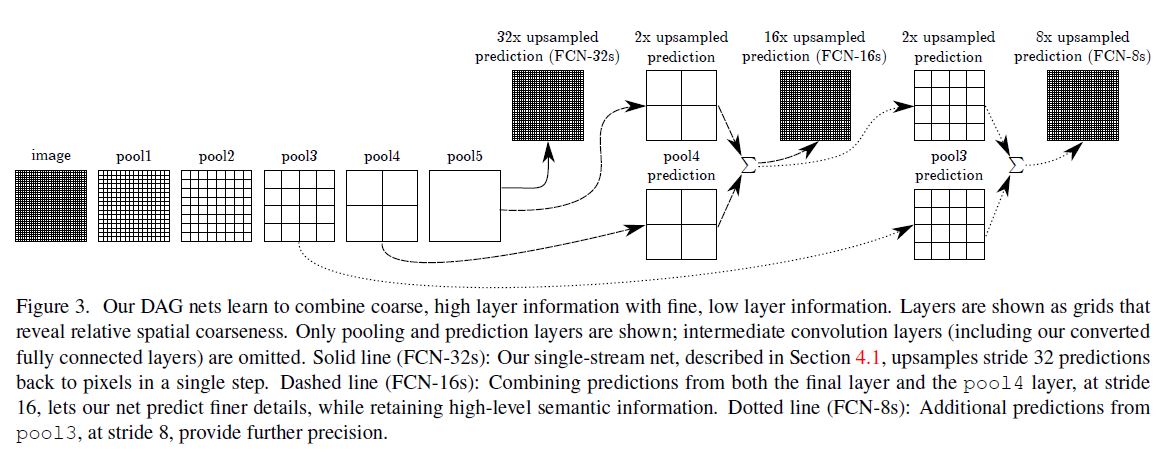 32x upsampled
prediction (FCN-32s)
2x upsampled
prediction
16x upsampled
prediction (FCN-16s)
2x upsampled
prediction
8x upsampled
prediction (FCN-8s)
image
pool1
pool2
pool3
pool4
pool5
pool4
prediction
pool3
prediction
Σ
Σ
Figure 3. Our DAG nets learn to combine coarse, high layer information with fine, low layer information. Layers are shown as grids that
reveal relative spatial coarseness. Only pooling and prediction layers are shown; intermediate convolution layers (including our converted
fully connected layers) are omitted. Solid line (FCN-32s): Our single-stream net, described in Section 4.1, upsamples stride 32 predictions
back to pixels in a single step. Dashed line (FCN-16s): Combining predictions from both the final layer and the pool4 layer, at stride
16, lets our net predict finer details, while retaining high-level semantic information. Dotted line (FCN-8s): Additional predictions from
pool3, at stride 8, provide further precision.